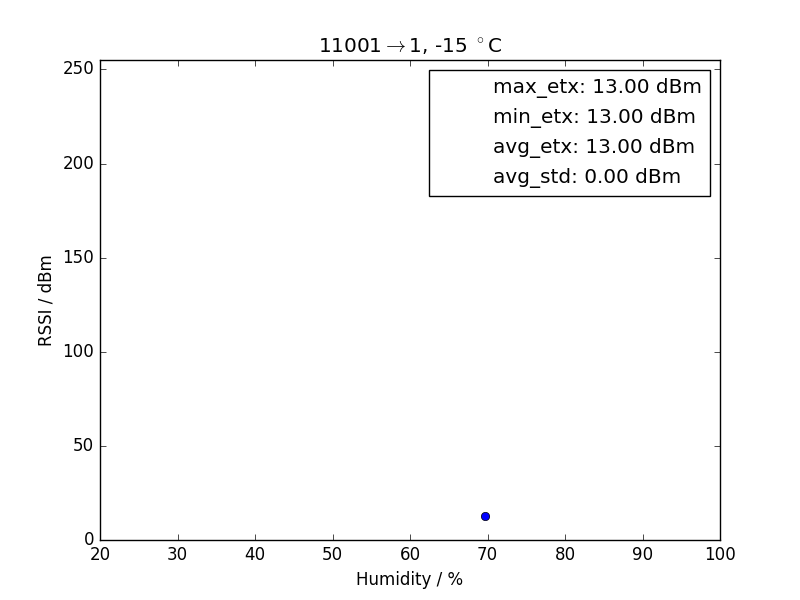 11001→1, -15 °C
max_etx: 13.00 dBm
min_etx: 13.00 dBm
avg_etx: 13.00 dBm
avg_std: 0.00 dBm
RSSI / dBm
250
200
150
100
50
0
20 30 40 50 60 70 80 90 100
Humidity / %